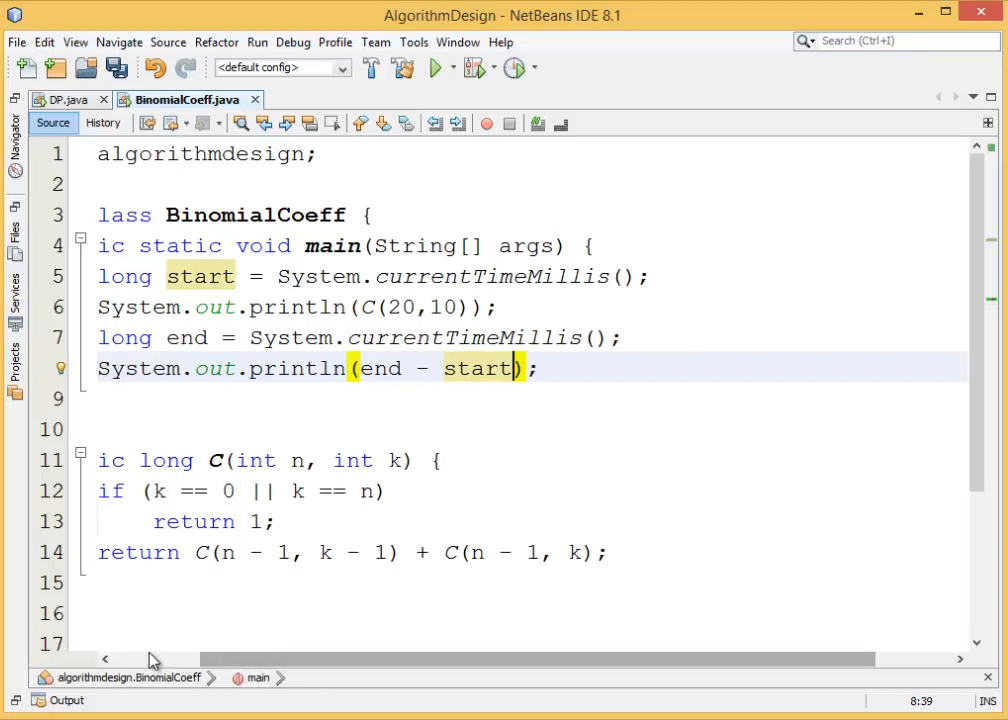 AlgorithmDesign - NetBeans IDE 8.1
File Edit View Navigate Source Refactor Run Debug Profile Team Tools Window Help
Search (Ctrl+I)
<default config>
DP.java BinomialCoeff.java
Source History
Navigator
Files
Services
Projects
1 algorithmdesign;
2
3 lass BinomialCoeff {
4 ic static void main(String[] args) {
5 long start = System.currentTimeMillis();
6 System.out.println(C(20,10));
7 long end = System.currentTimeMillis();
System.out.println(end - start);
9
10
11 ic long C(int n, int k) {
12 if (k == 0 || k == n)
13 return 1;
14 return C(n - 1, k - 1) + C(n - 1, k);
15
16
17
algorithmdesign.BinomialCoeff main
Output
8:39 INS